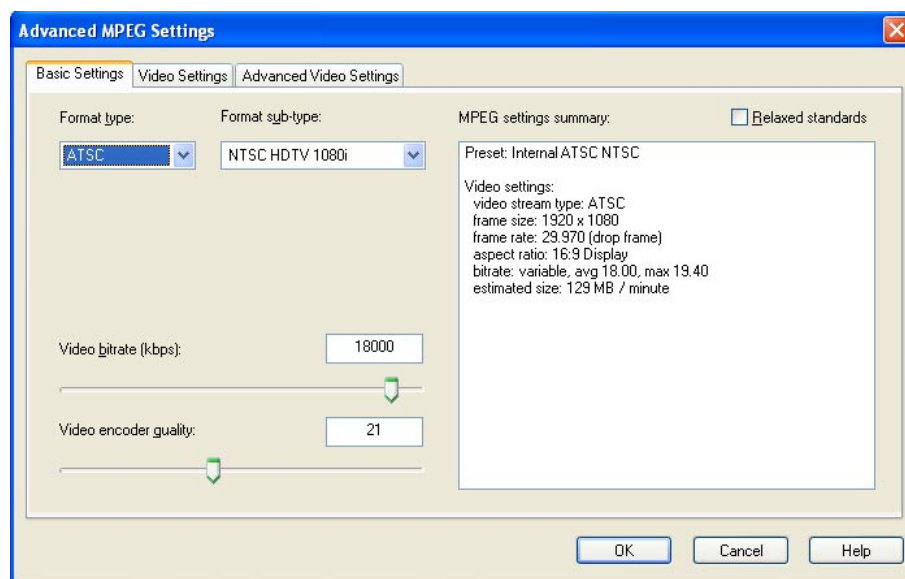 Advanced MPEG Settings
Basic Settings
Video Settings
Advanced Video Settings
Format type:
Format sub-type:
ATSC
NTSC HDTV 1080i
Video bitrate (kbps):
18000
Video encoder quality:
21
MPEG settings summary:
Relaxed standards
Preset: Internal ATSC NTSC
Video settings:
video stream type: ATSC
frame size: 1920 x 1080
frame rate: 29.970 (drop frame)
aspect ratio: 16:9 Display
bitrate: variable, avg 18.00, max 19.40
estimated size: 129 MB / minute
OK
Cancel
Help